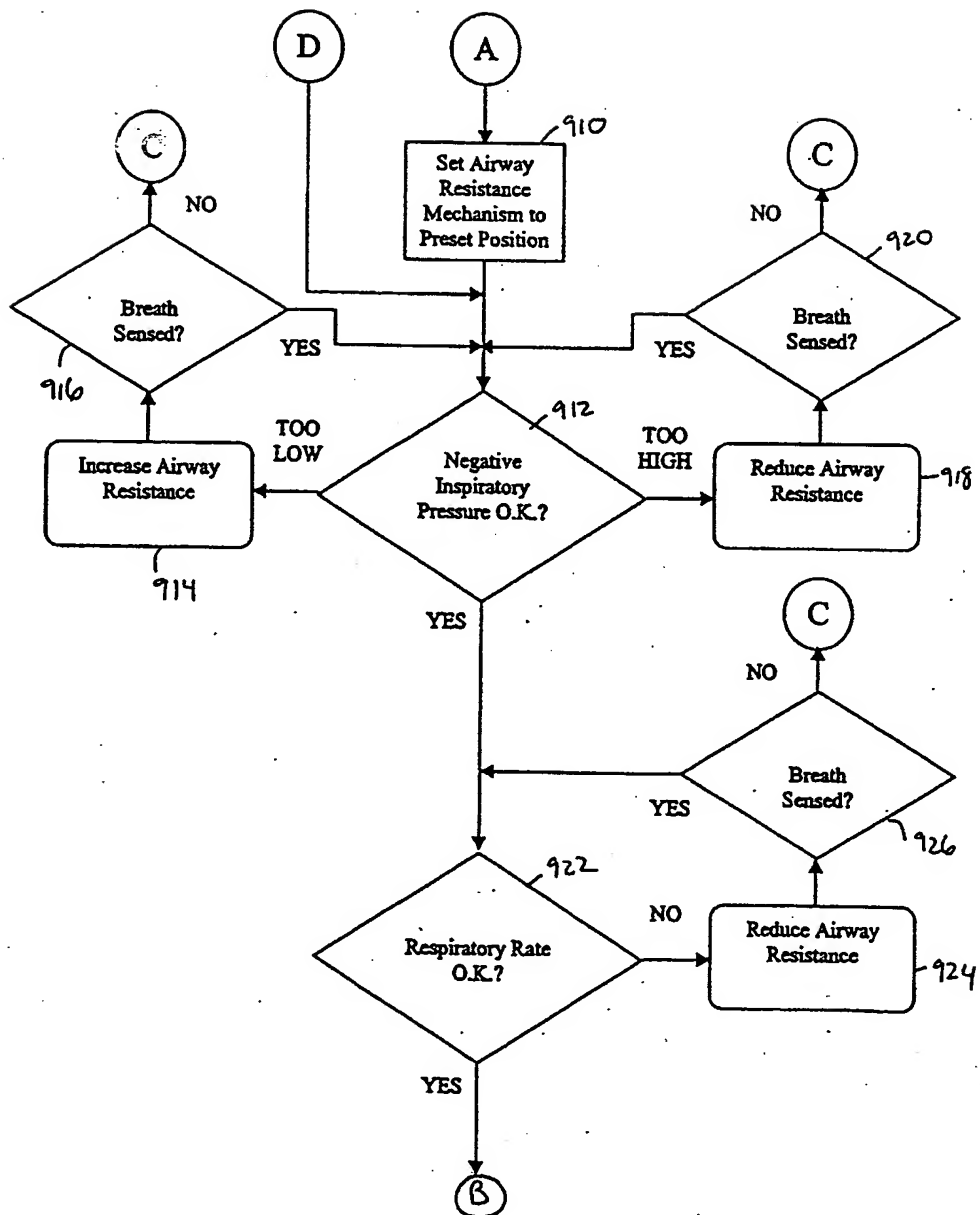 D
A
910
Set Airway
Resistance
Mechanism to
Preset Position
C
NO
Breath
Sensed?
YES
916
C
NO
920
Breath
Sensed?
YES
912
TOO
LOW
Negative
Inspiratory
Pressure O.K.?
TOO
HIGH
Increase Airway
Resistance
914
Reduce Airway
Resistance
918
YES
C
NO
Breath
Sensed?
YES
926
922
Respiratory Rate
O.K.?
NO
Reduce Airway
Resistance
924
YES
B